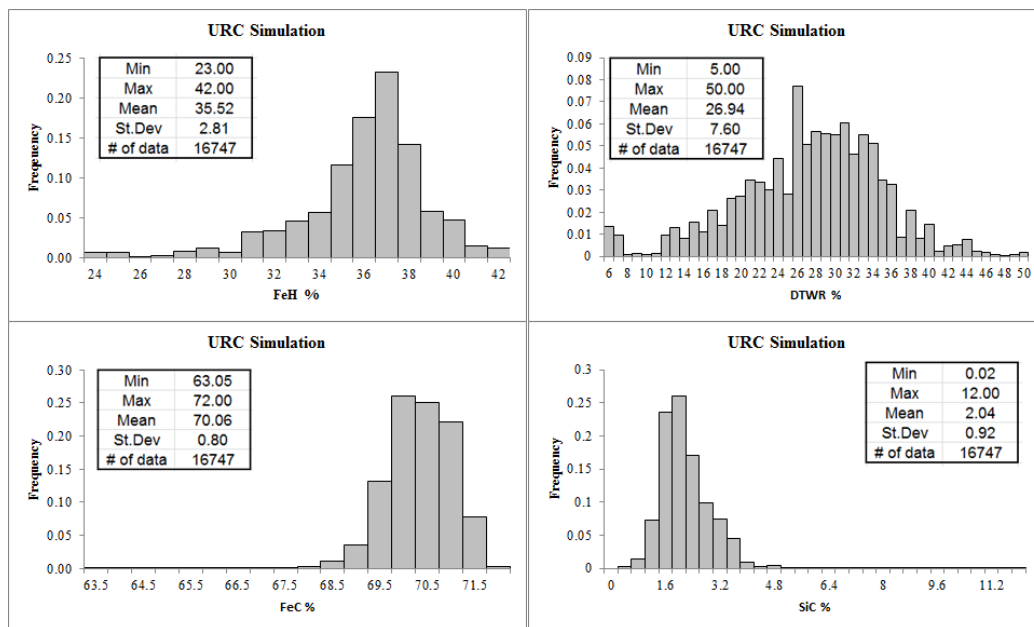 URC Simulation
Min 23.00
Max 42.00
Mean 35.52
St.Dev 2.81
# of data 16747
Freqeuency
0.25
0.20
0.15
0.10
0.05
0.00
24 26 28 30 32 34 36 38 40 42
FeH %
URC Simulation
Min 5.00
Max 50.00
Mean 26.94
St.Dev 7.60
# of data 16747
Frequency
0.09
0.08
0.07
0.06
0.05
0.04
0.03
0.02
0.01
0
6 8 10 12 14 16 18 20 22 24 26 28 30 32 34 36 38 40 42 44 46 48 50
DTWR %
URC Simulation
Min 63.05
Max 72.00
Mean 70.06
St.Dev 0.80
# of data 16747
Frequency
0.30
0.25
0.20
0.15
0.10
0.05
0.00
63.5 64.5 65.5 66.5 67.5 68.5 69.5 70.5 71.5
FeC %
URC Simulation
Min 0.02
Max 12.00
Mean 2.04
St.Dev 0.92
# of data 16747
Frequency
0.3
0.25
0.2
0.15
0.1
0.05
0
0 1.6 3.2 4.8 6.4 8 9.6 11.2
SiC %